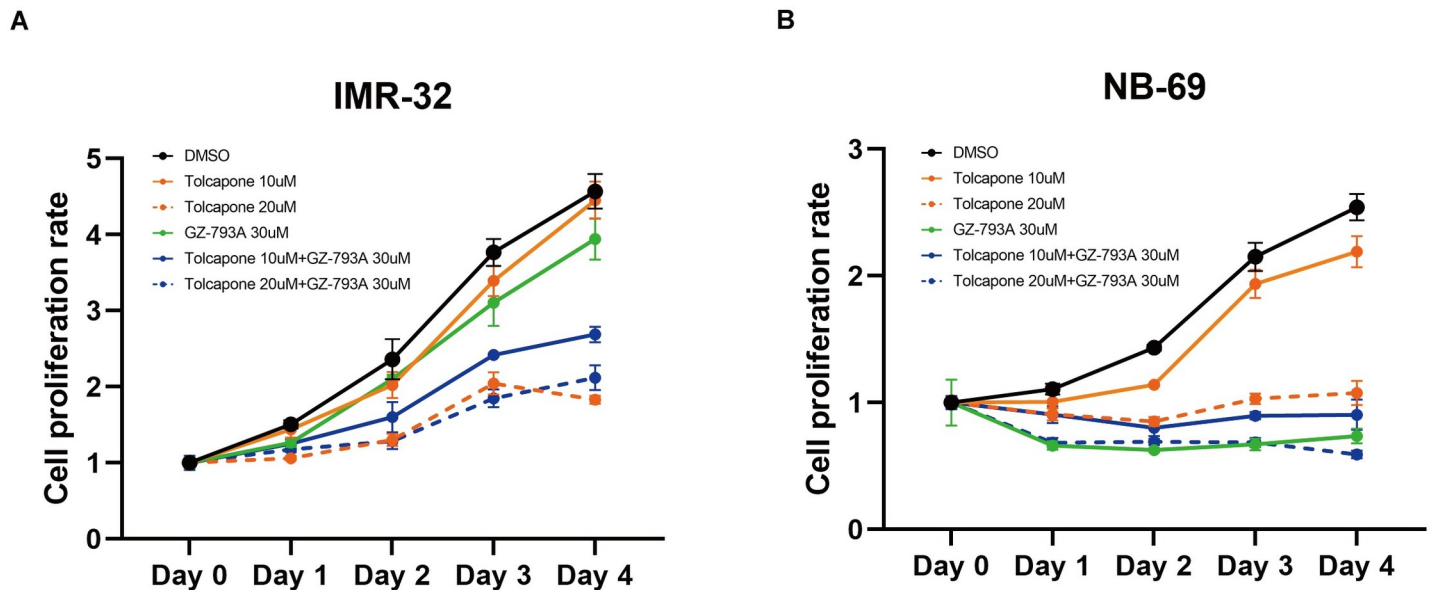 A
IMR-32
Cell proliferation rate
5
4
3
2
1
0
DMSO
Tolcapone 10uM
Tolcapone 20uM
GZ-793A 30uM
Tolcapone 10uM+GZ-793A 30uM
Tolcapone 20uM+GZ-793A 30uM
Day 0 Day 1 Day 2 Day 3 Day 4
B
NB-69
Cell proliferation rate
3
2
1
0
DMSO
Tolcapone 10uM
Tolcapone 20uM
GZ-793A 30uM
Tolcapone 10uM+GZ-793A 30uM
Tolcapone 20uM+GZ-793A 30uM
Day 0 Day 1 Day 2 Day 3 Day 4